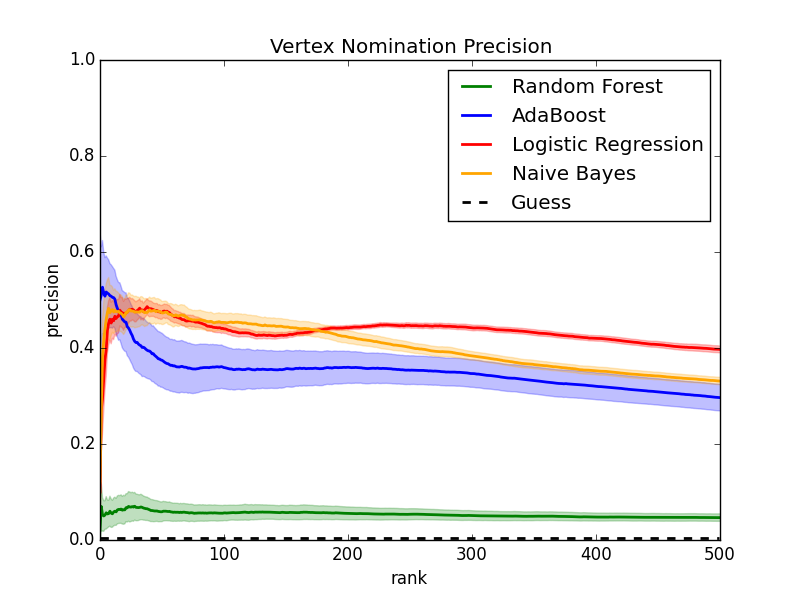 Vertex Nomination Precision
1.0
0.8
0.6
0.4
0.2
0.0
precision
Random Forest
AdaBoost
Logistic Regression
Naive Bayes
Guess
0 100 200 300 400 500
rank